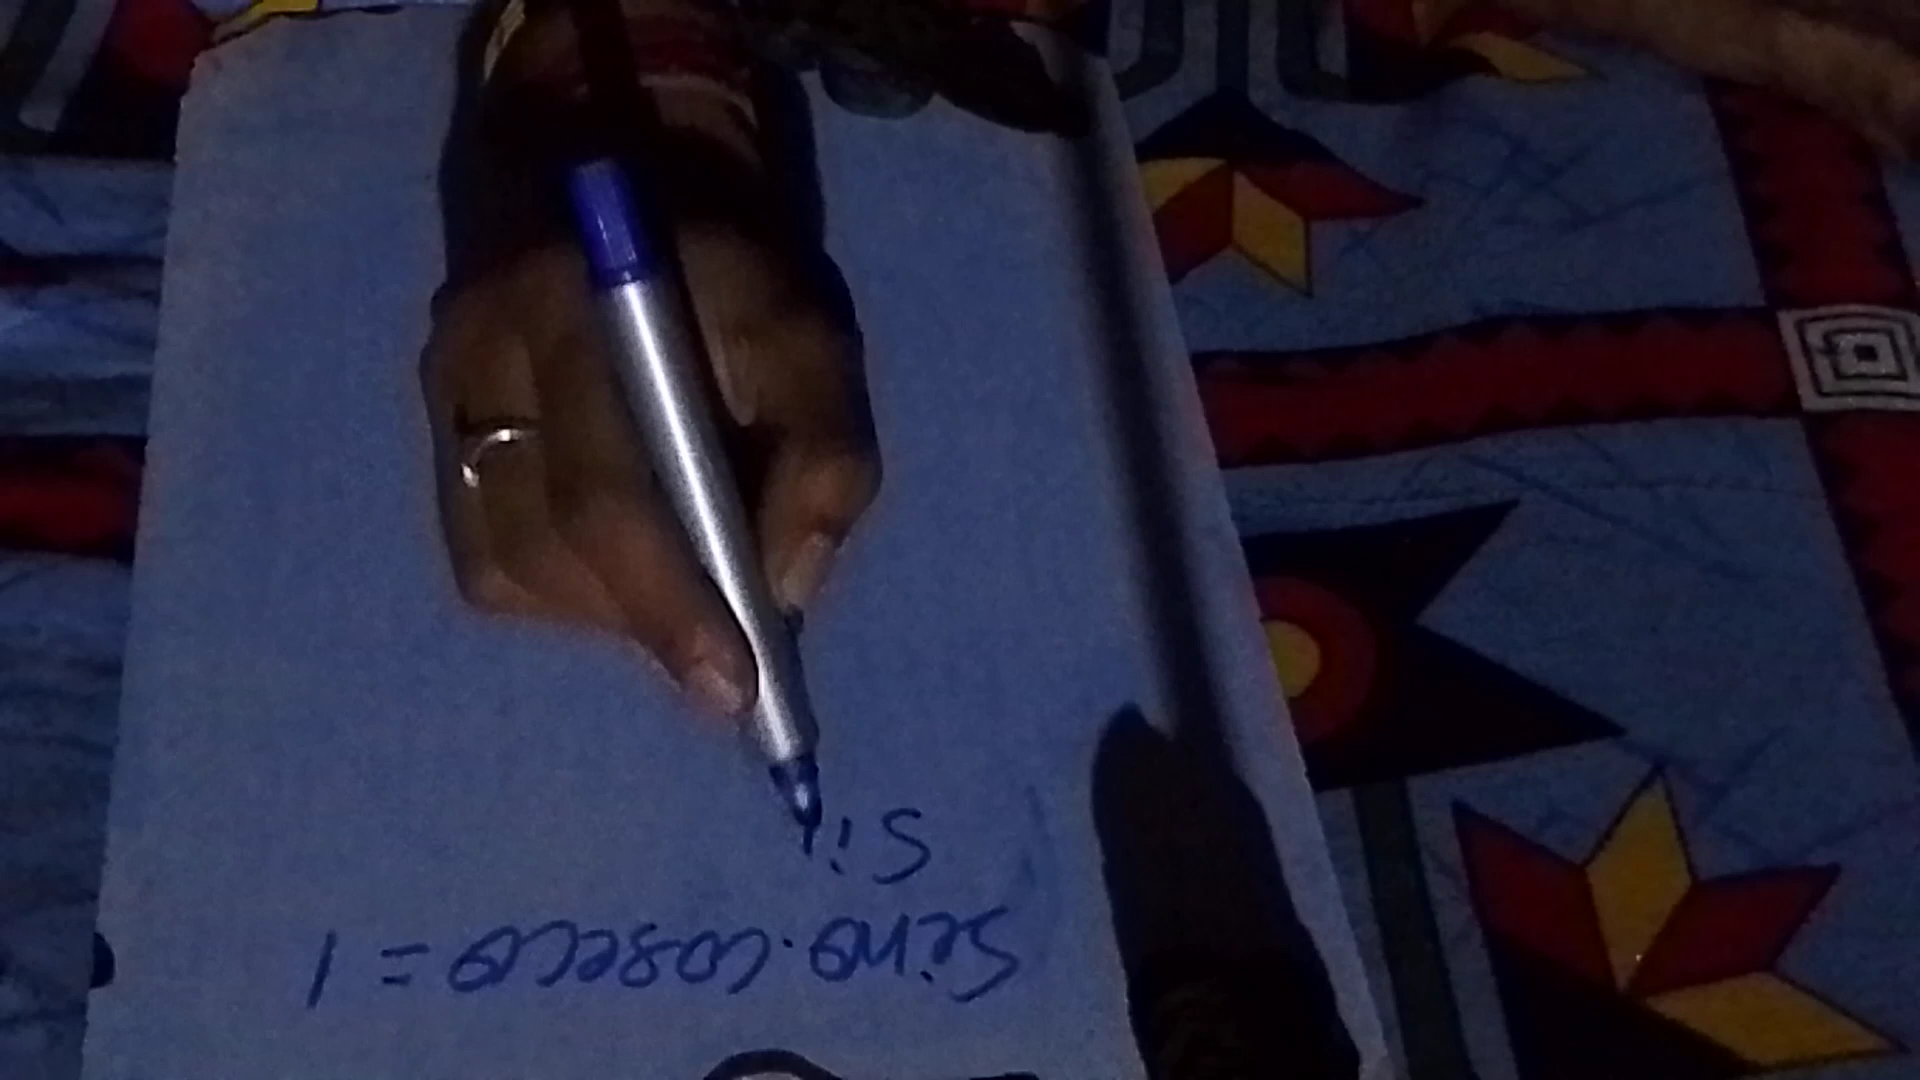 Sinθ.cosecθ = 1
Si